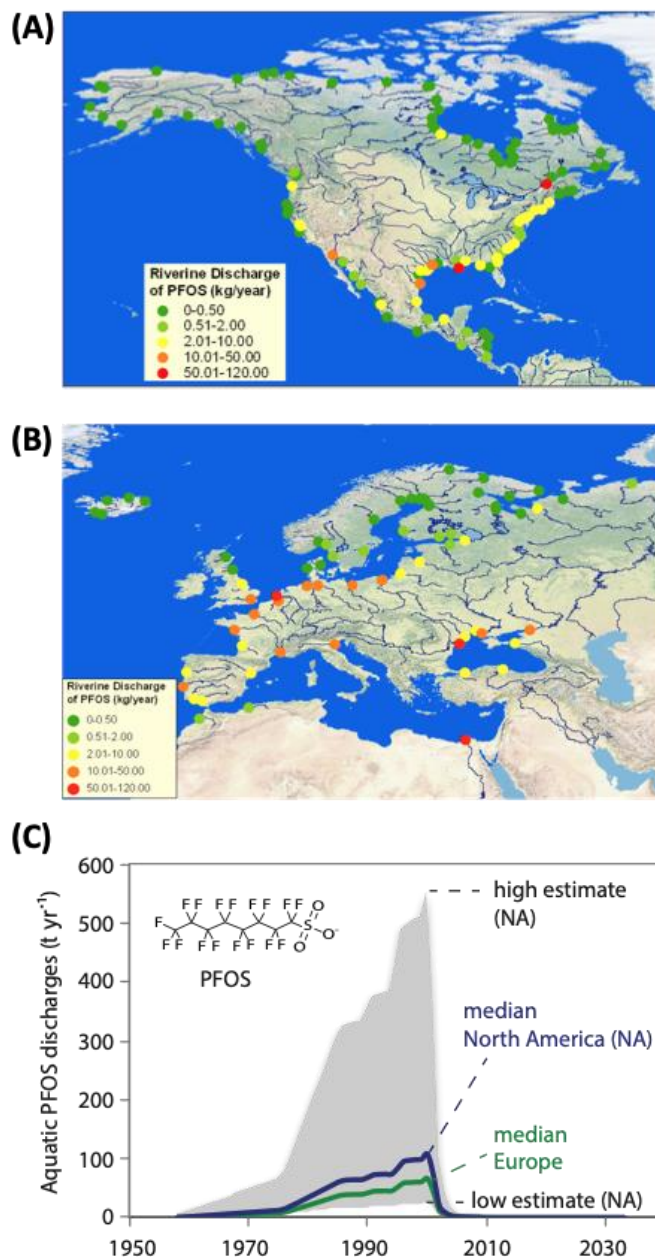 (A)
Riverine Discharge
of PFOS (kg/year)
0-0.50
0.51-2.00
2.01-10.00
10.01-50.00
50.01-120.00
(B)
Riverine Discharge
of PFOS (kg/year)
0-0.50
0.51-2.00
2.01-10.00
10.01-50.00
50.01-120.00
(C)
Aquatic PFOS discharges (t yr⁻¹)
600
500
400
300
200
100
0
F F F F F F F F
F
F F F F F F F F
S
O
O⁻
O
PFOS
high estimate
(NA)
median
North America (NA)
median
Europe
low estimate (NA)
1950
1970
1990
2010
2030